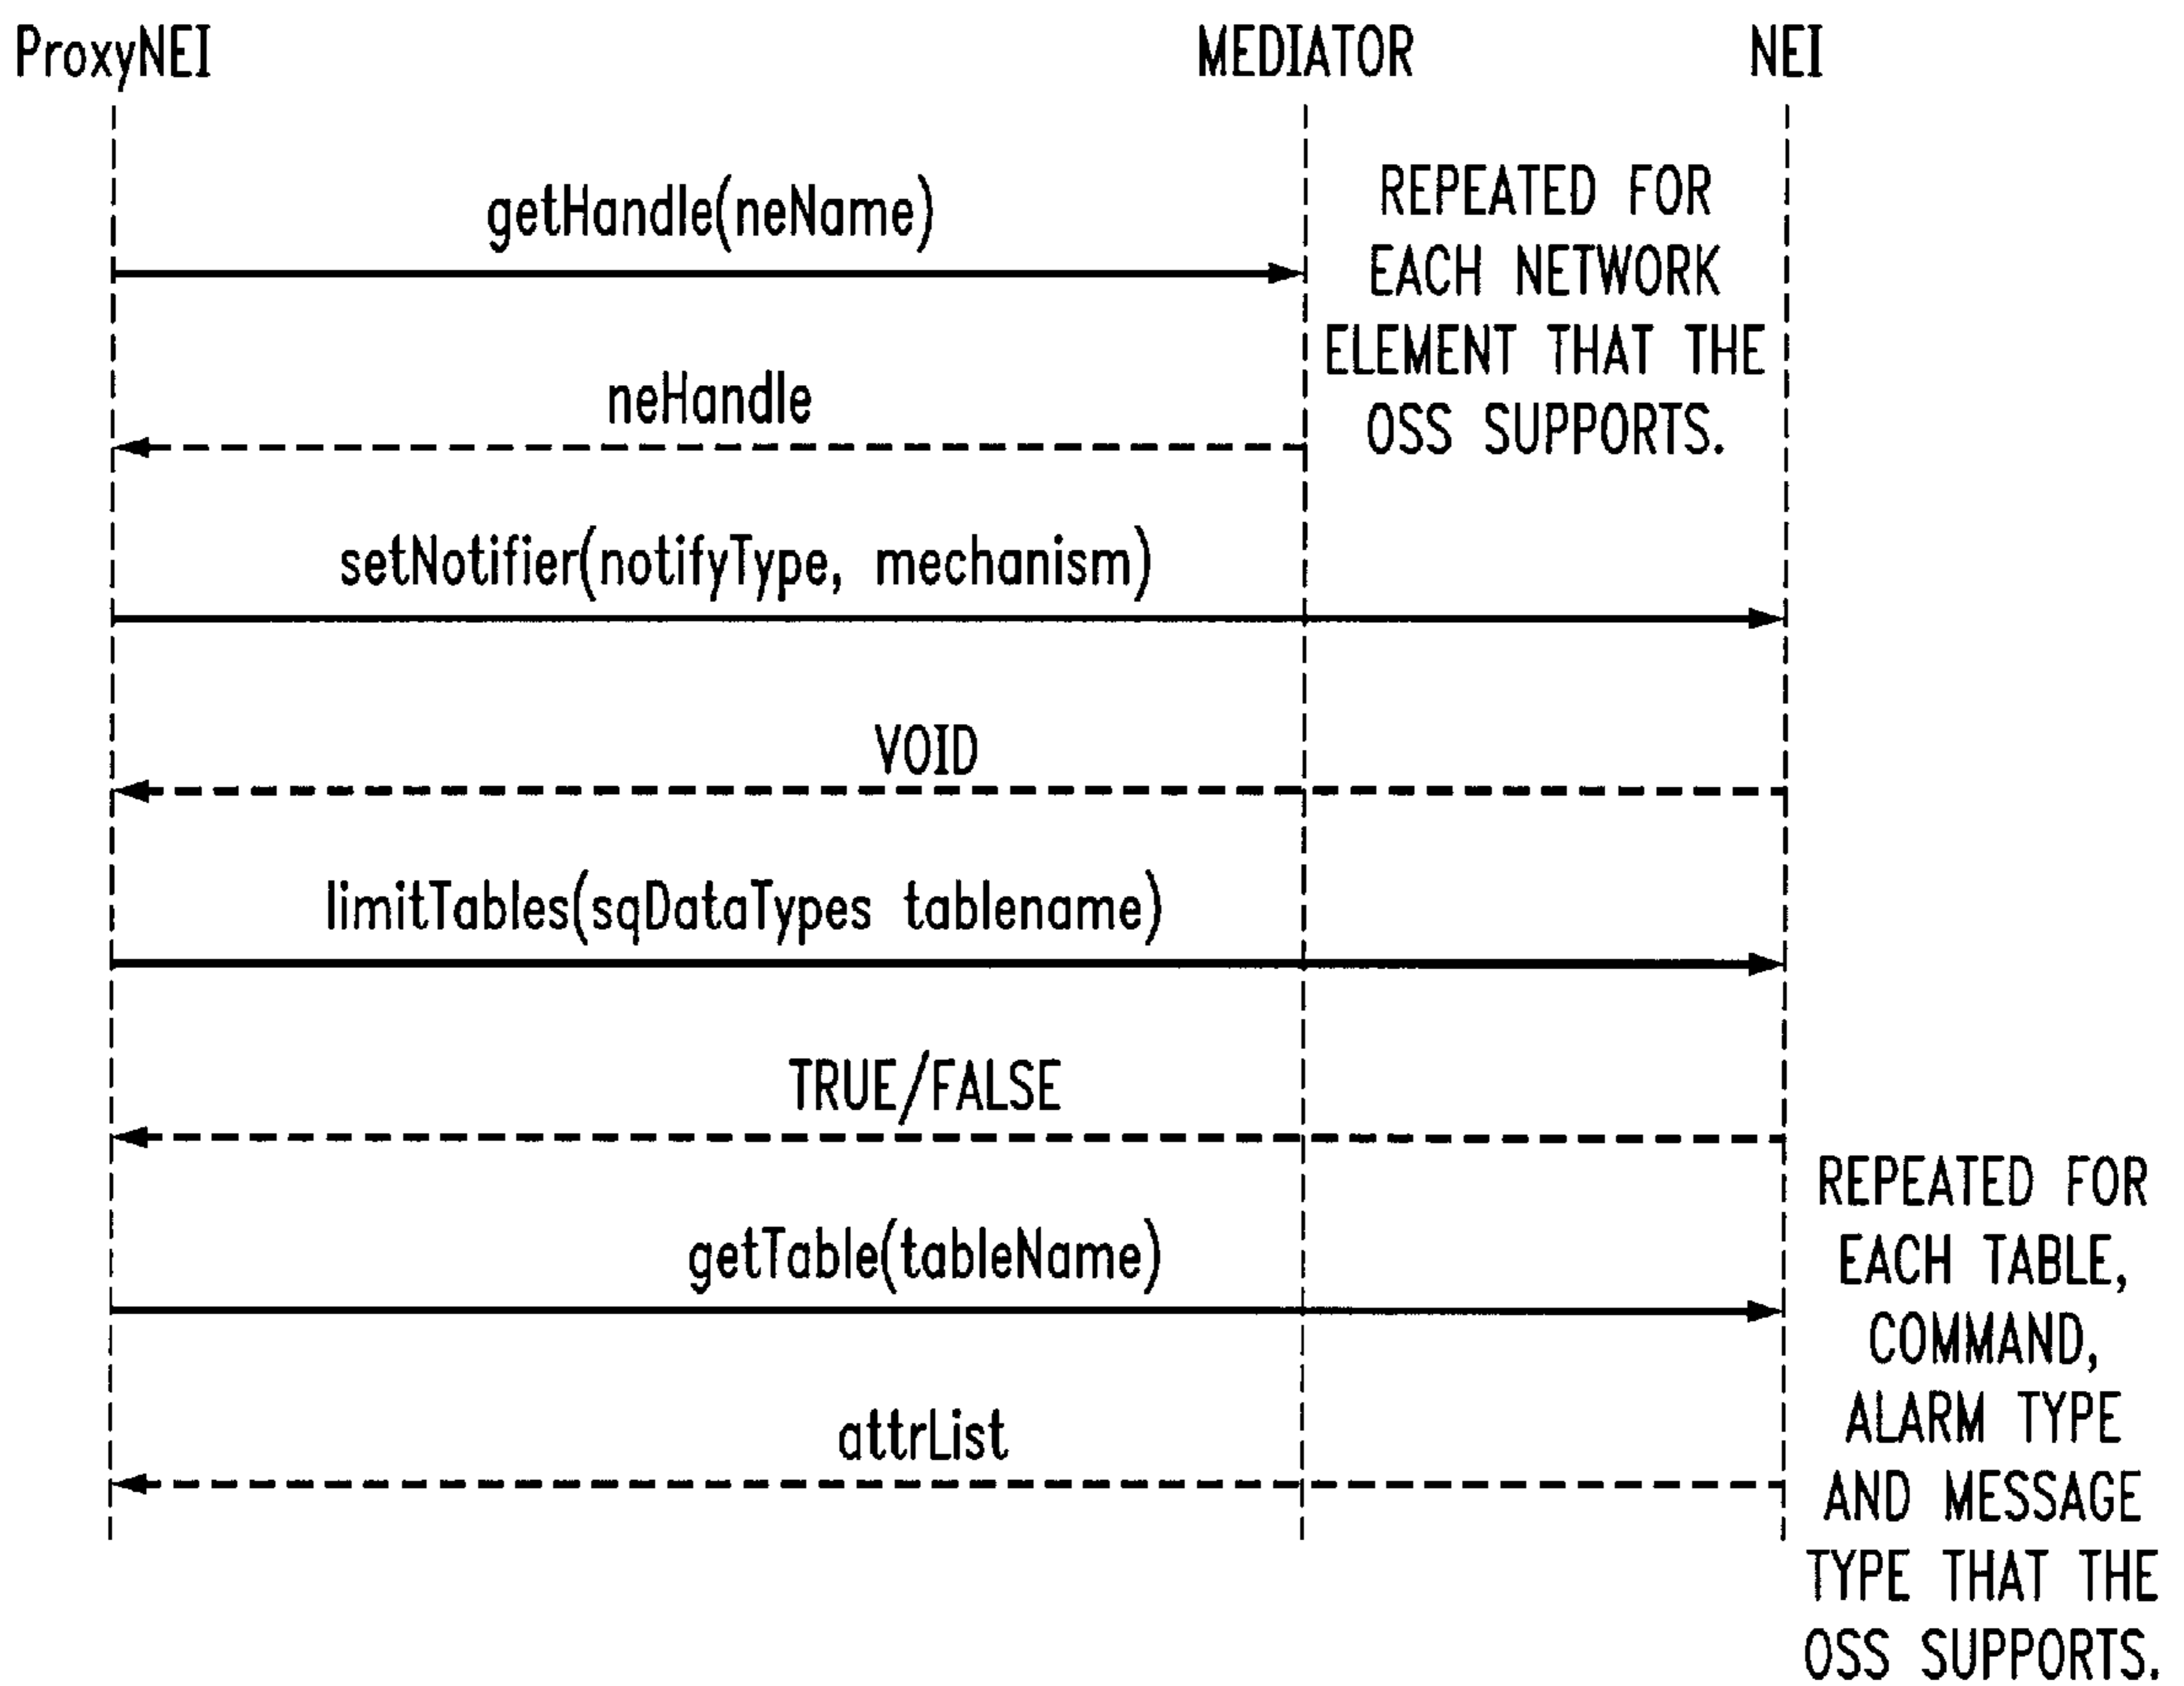 ProxyNEI MEDIATOR NEI
getHandle(neName)
REPEATED FOR
EACH NETWORK
ELEMENT THAT THE
OSS SUPPORTS.
neHandle
setNotifier(notifyType, mechanism)
VOID
limitTables(sqDataTypes tablename)
TRUE/FALSE
getTable(tableName)
attrList
REPEATED FOR
EACH TABLE,
COMMAND,
ALARM TYPE
AND MESSAGE
TYPE THAT THE
OSS SUPPORTS.